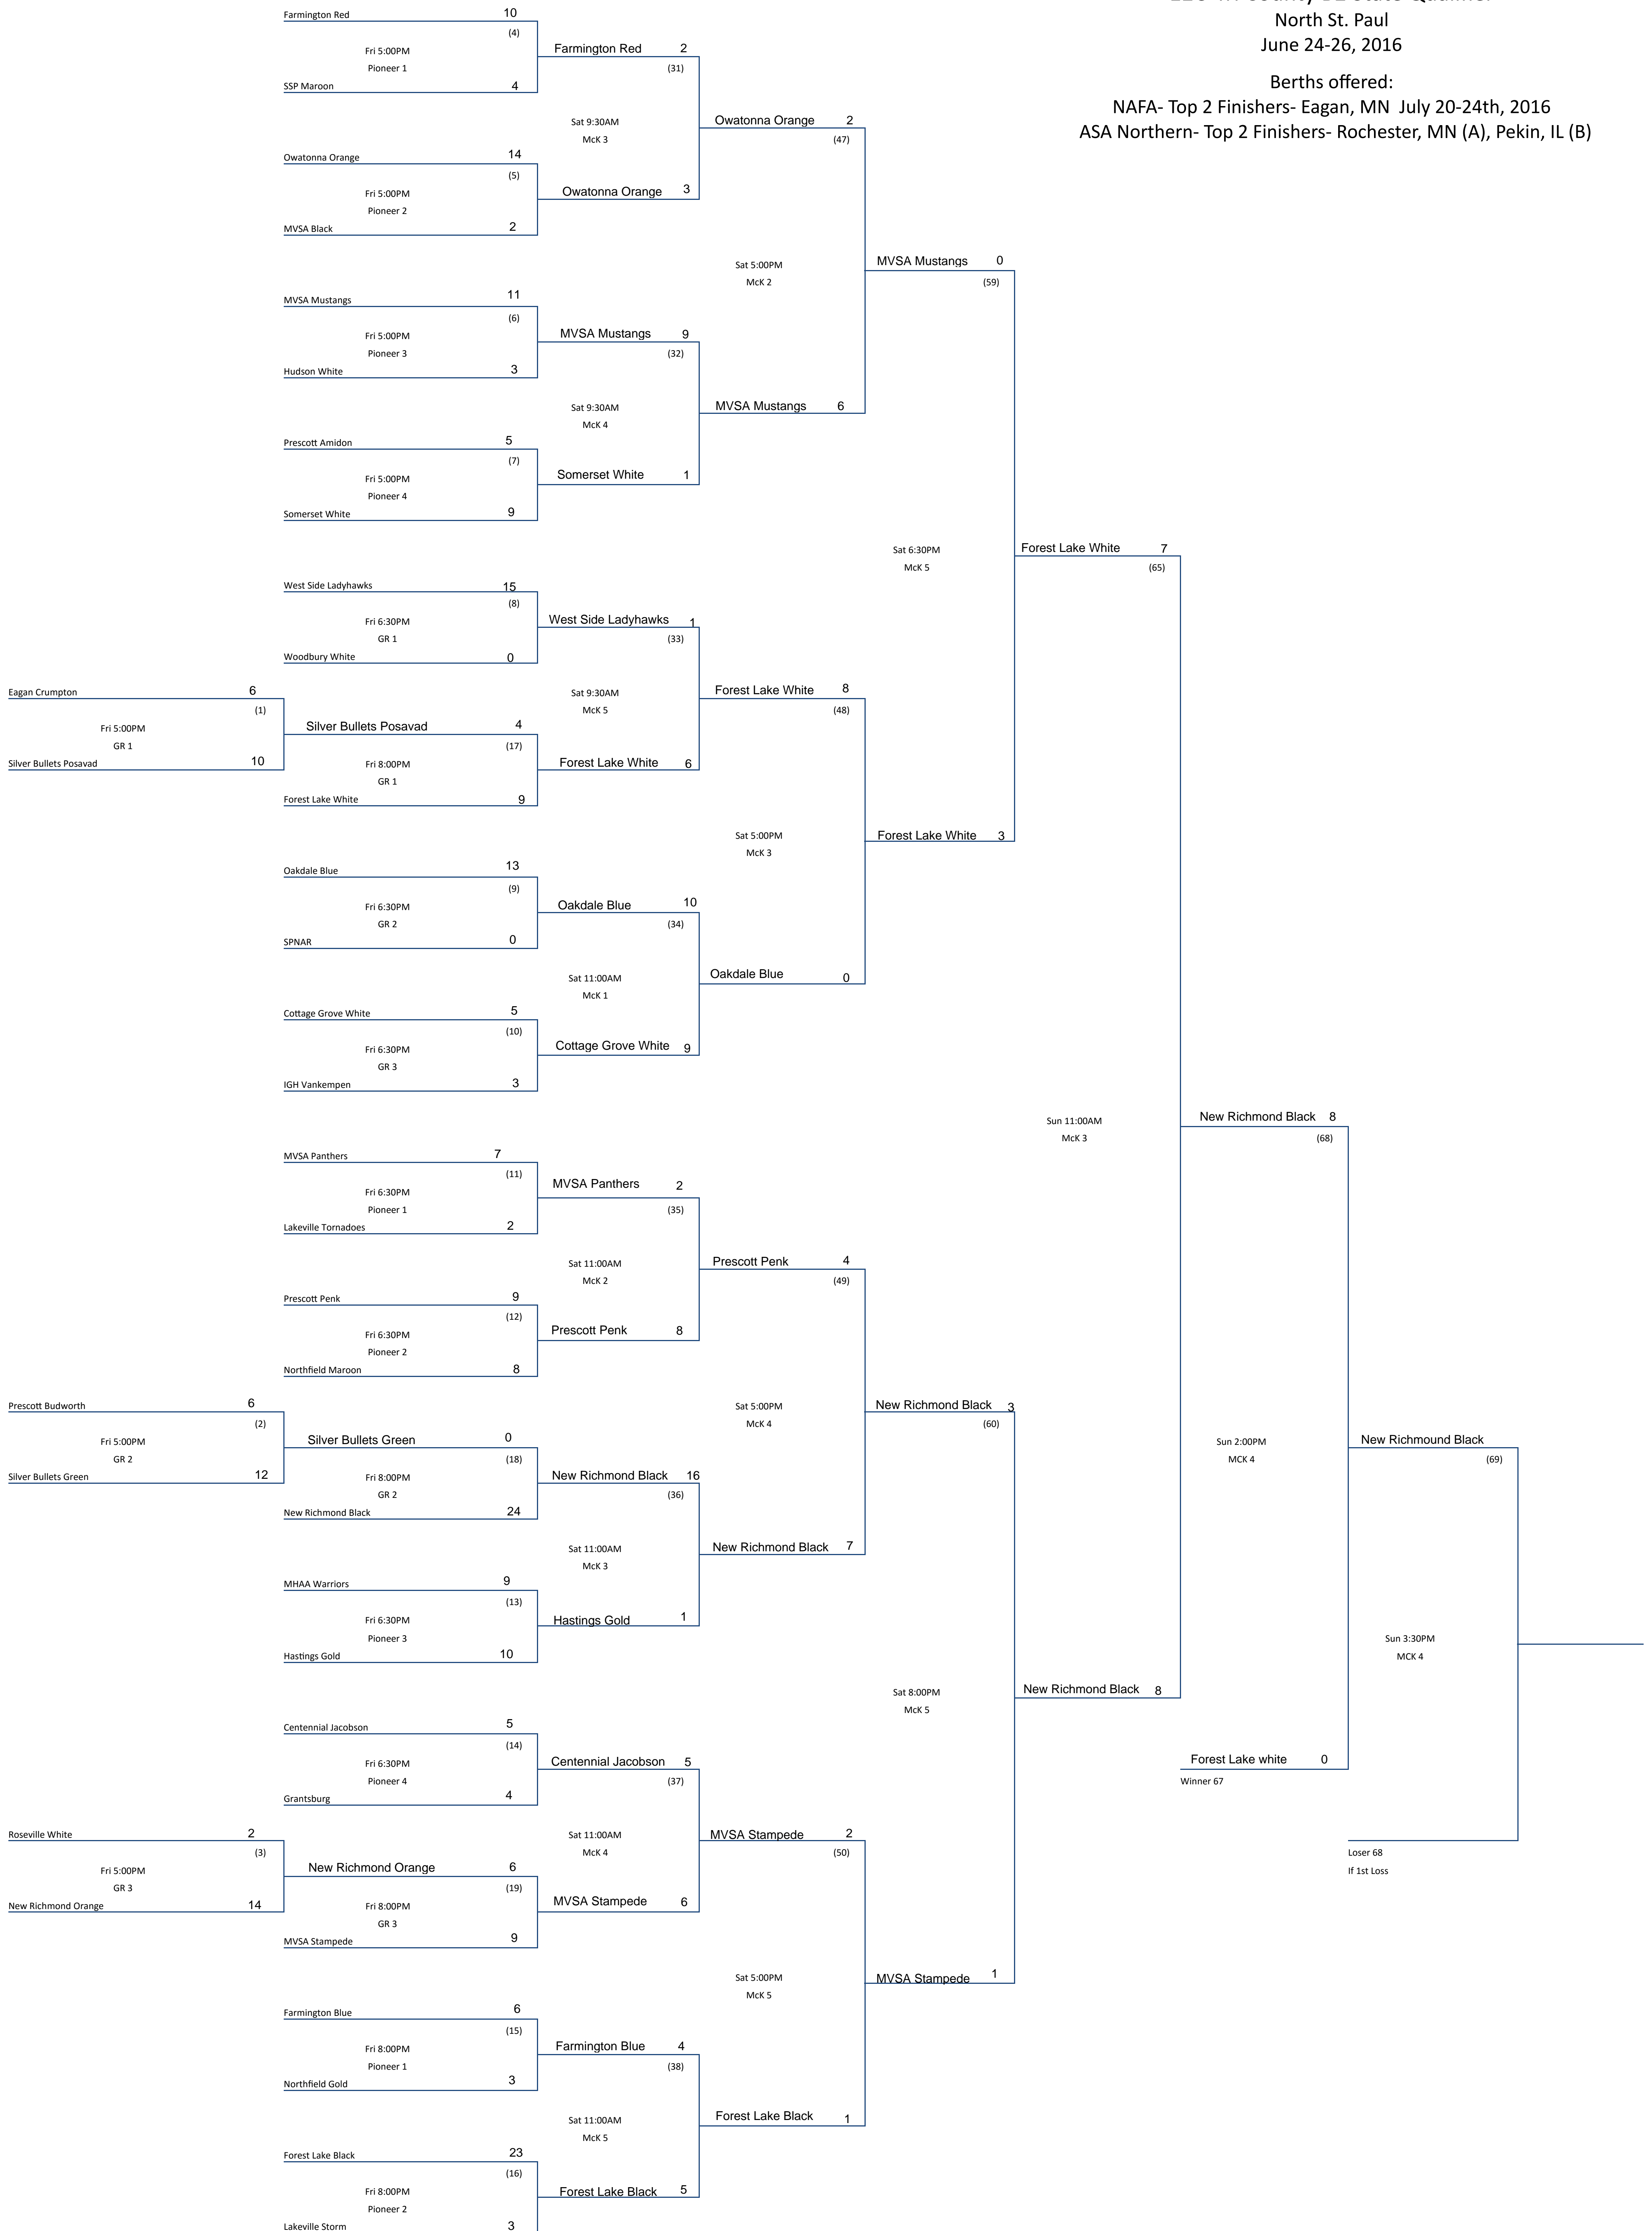 North St. Paul
June 24-26, 2016
Berths offered:
NAFA- Top 2 Finishers- Eagan, MN  July 20-24th, 2016
ASA Northern- Top 2 Finishers- Rochester, MN (A), Pekin, IL (B)
Farmington Red 10
(4)
Fri 5:00PM
Pioneer 1
SSP Maroon 4
Farmington Red 2
(31)
Sat 9:30AM
McK 3
Owatonna Orange 2
(47)
Owatonna Orange 14
(5)
Fri 5:00PM
Pioneer 2
MVSA Black 2
Owatonna Orange 3
Sat 5:00PM
McK 2
MVSA Mustangs 0
(59)
MVSA Mustangs 11
(6)
Fri 5:00PM
Pioneer 3
Hudson White 3
MVSA Mustangs 9
(32)
Sat 9:30AM
McK 4
MVSA Mustangs 6
Prescott Amidon 5
(7)
Fri 5:00PM
Pioneer 4
Somerset White 9
Somerset White 1
Sat 6:30PM
McK 5
Forest Lake White 7
(65)
West Side Ladyhawks 15
(8)
Fri 6:30PM
GR 1
Woodbury White 0
West Side Ladyhawks 1
(33)
Sat 9:30AM
McK 5
Forest Lake White 8
(48)
Eagan Crumpton 6
(1)
Fri 5:00PM
GR 1
Silver Bullets Posavad 10
Silver Bullets Posavad 4
(17)
Fri 8:00PM
GR 1
Forest Lake White 9
Forest Lake White 6
Sat 5:00PM
McK 3
Forest Lake White 3
Oakdale Blue 13
(9)
Fri 6:30PM
GR 2
SPNAR 0
Oakdale Blue 10
(34)
Sat 11:00AM
McK 1
Oakdale Blue 0
Cottage Grove White 5
(10)
Fri 6:30PM
GR 3
IGH Vankempen 3
Cottage Grove White 9
Sun 11:00AM
McK 3
New Richmond Black 8
(68)
MVSA Panthers 7
(11)
Fri 6:30PM
Pioneer 1
Lakeville Tornadoes 2
MVSA Panthers 2
(35)
Sat 11:00AM
McK 2
Prescott Penk 4
(49)
Prescott Penk 9
(12)
Fri 6:30PM
Pioneer 2
Northfield Maroon 8
Prescott Penk 8
Sat 5:00PM
McK 4
New Richmond Black 3
(60)
Prescott Budworth 6
(2)
Fri 5:00PM
GR 2
Silver Bullets Green 12
Silver Bullets Green 0
(18)
Fri 8:00PM
GR 2
New Richmond Black 24
New Richmond Black 16
(36)
Sat 11:00AM
McK 3
New Richmond Black 7
Sun 2:00PM
MCK 4
New Richmound Black
(69)
MHAA Warriors 9
(13)
Fri 6:30PM
Pioneer 3
Hastings Gold 10
Hastings Gold 1
Sun 3:30PM
MCK 4
Sat 8:00PM
McK 5
New Richmond Black 8
Centennial Jacobson 5
(14)
Fri 6:30PM
Pioneer 4
Grantsburg 4
Centennial Jacobson 5
(37)
Sat 11:00AM
McK 4
MVSA Stampede 2
(50)
Forest Lake white 0
Winner 67
Loser 68
If 1st Loss
Roseville White 2
(3)
Fri 5:00PM
GR 3
New Richmond Orange 14
New Richmond Orange 6
(19)
Fri 8:00PM
GR 3
MVSA Stampede 9
MVSA Stampede 6
Sat 5:00PM
McK 5
MVSA Stampede 1
Farmington Blue 6
(15)
Fri 8:00PM
Pioneer 1
Northfield Gold 3
Farmington Blue 4
(38)
Sat 11:00AM
McK 5
Forest Lake Black 1
Forest Lake Black 23
(16)
Fri 8:00PM
Pioneer 2
Lakeville Storm 3
Forest Lake Black 5